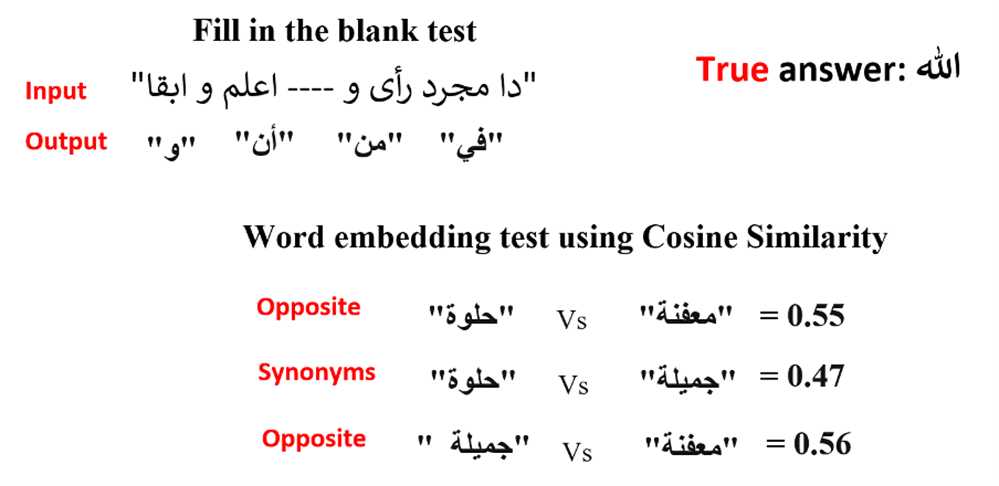 Fill in the blank test
True answer: الله
Input "دا مجرد رأى و ---- اعلم و ابقا"
Output "و" "أن" "من" "في"
Word embedding test using Cosine Similarity
Opposite "حلوة" Vs "معفنة" = 0.55
Synonyms "حلوة" Vs "جميلة" = 0.47
Opposite " جميلة" Vs "معفنة" = 0.56